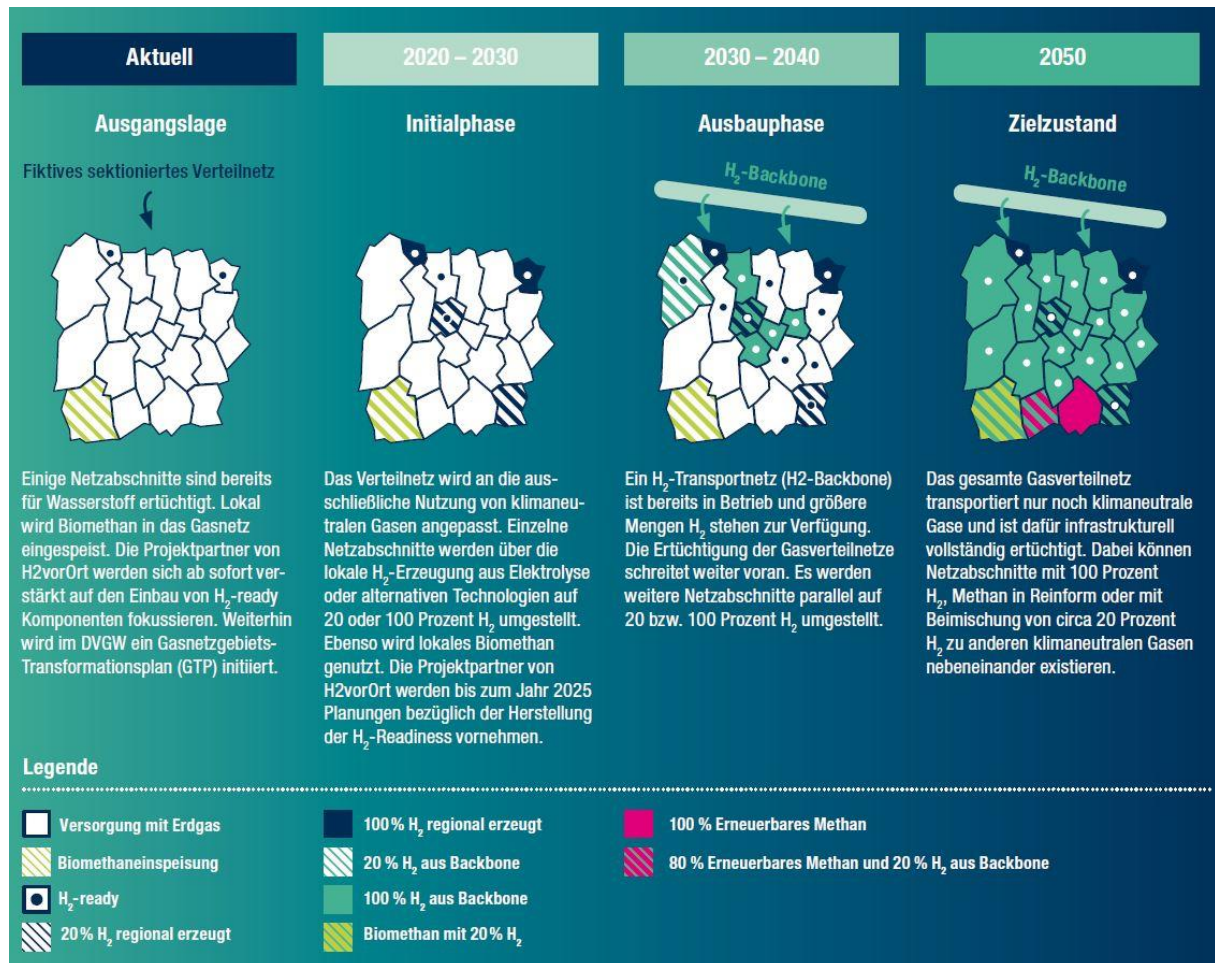 Aktuell
2020 – 2030
2030 – 2040
2050
Ausgangslage
Initialphase
Ausbauphase
Zielzustand
Fiktives sektioniertes Verteilnetz
H₂-Backbone
H₂-Backbone
Einige Netzabschnitte sind bereits
für Wasserstoff ertüchtigt. Lokal
wird Biomethan in das Gasnetz
eingespeist. Die Projektpartner von
H2vorOrt werden sich ab sofort ver-
stärkt auf den Einbau von H₂-ready
Komponenten fokussieren. Weiterhin
wird im DVGW ein Gasnetzgebiets-
Transformationsplan (GTP) initiiert.
Das Verteilnetz wird an die aus-
schließliche Nutzung von klimaneu-
tralen Gasen angepasst. Einzelne
Netzabschnitte werden über die
lokale H₂-Erzeugung aus Elektrolyse
oder alternativen Technologien auf
20 oder 100 Prozent H₂ umgestellt.
Ebenso wird lokales Biomethan
genutzt. Die Projektpartner von
H2vorOrt werden bis zum Jahr 2025
Planungen bezüglich der Herstellung
der H₂-Readiness vornehmen.
Ein H₂-Transportnetz (H2-Backbone)
ist bereits in Betrieb und größere
Mengen H₂ stehen zur Verfügung.
Die Ertüchtigung der Gasverteilnetze
schreitet weiter voran. Es werden
weitere Netzabschnitte parallel auf
20 bzw. 100 Prozent H₂ umgestellt.
Das gesamte Gasverteilnetz
transportiert nur noch klimaneutrale
Gase und ist dafür infrastrukturell
vollständig ertüchtigt. Dabei können
Netzabschnitte mit 100 Prozent
H₂, Methan in Reinform oder mit
Beimischung von circa 20 Prozent
H₂ zu anderen klimaneutralen Gasen
nebeneinander existieren.
Legende
Versorgung mit Erdgas
Biomethaneinspeisung
H₂-ready
20% H₂ regional erzeugt
100% H₂ regional erzeugt
20 % H₂ aus Backbone
100 % H₂ aus Backbone
Biomethan mit 20% H₂
100 % Erneuerbares Methan
80 % Erneuerbares Methan und 20 % H₂ aus Backbone